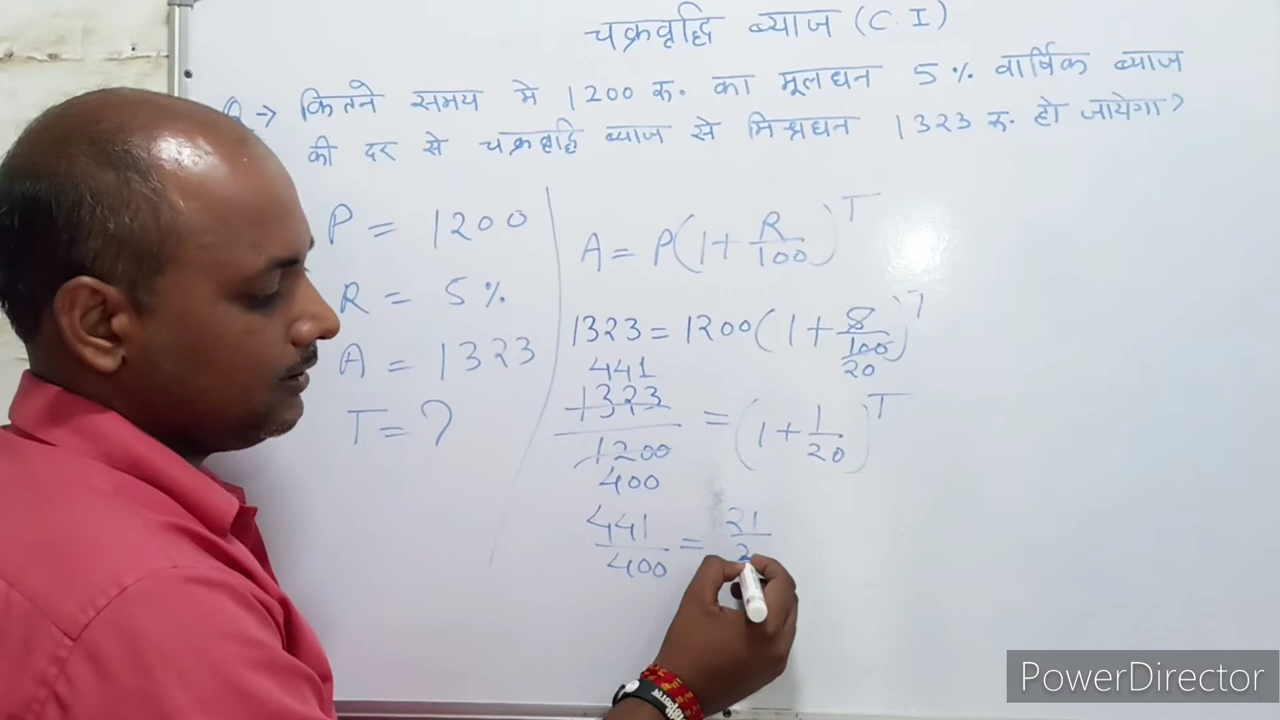 चक्रवृद्धि ब्याज (C.I)
Q → कितने समय मे 1200 रु. का मूलधन 5% वार्षिक ब्याज
की दर से चक्रवृद्धि ब्याज से मिश्रधन 1323 रु. हो जायेगा?
P = 1200
R = 5%
A = 1323
T = ?
A = P(1 + R/100)^T
1323 = 1200(1 + 5/100)^T
20
441
1323/1200 = (1 + 1/20)^T
400
441/400 = 21/2
PowerDirector